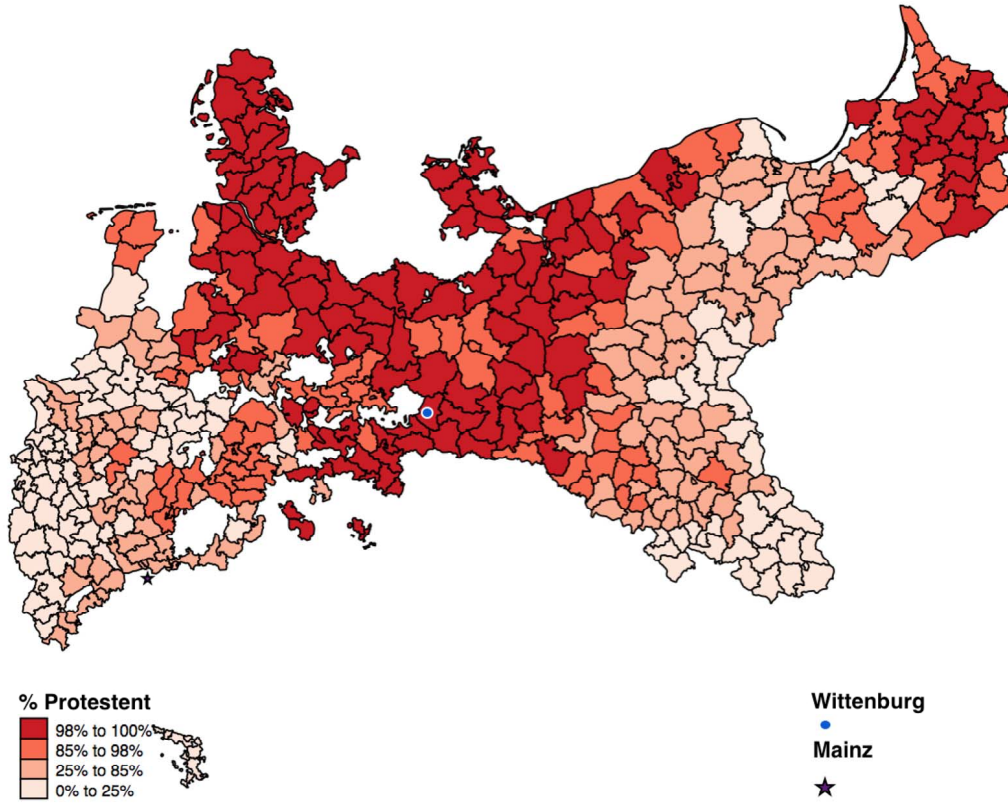 % Protestent
98% to 100%
85% to 98%
25% to 85%
0% to 25%
Wittenburg
Mainz